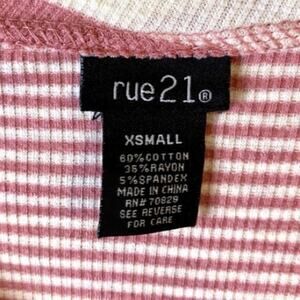 rue21®
XSMALL
60%COTTON
35%RAYON
5%SPANDEX
MADE IN CHINA
RN#70829
SEE REVERSE
FOR CARE